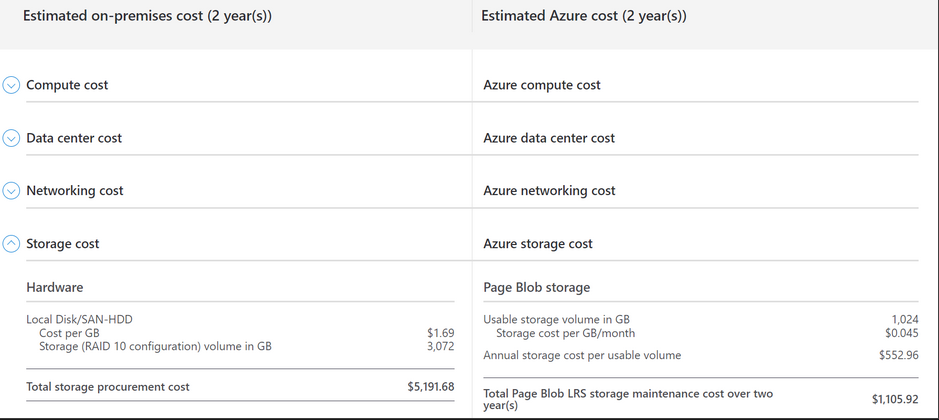 Estimated on-premises cost (2 year(s))
Estimated Azure cost (2 year(s))
Compute cost
Azure compute cost
Data center cost
Azure data center cost
Networking cost
Azure networking cost
Storage cost
Azure storage cost
Hardware
Local Disk/SAN-HDD
Cost per GB $1.69
Storage (RAID 10 configuration) volume in GB 3,072
Total storage procurement cost $5,191.68
Page Blob storage
Usable storage volume in GB 1,024
Storage cost per GB/month $0.045
Annual storage cost per usable volume $552.96
Total Page Blob LRS storage maintenance cost over two
year(s) $1,105.92